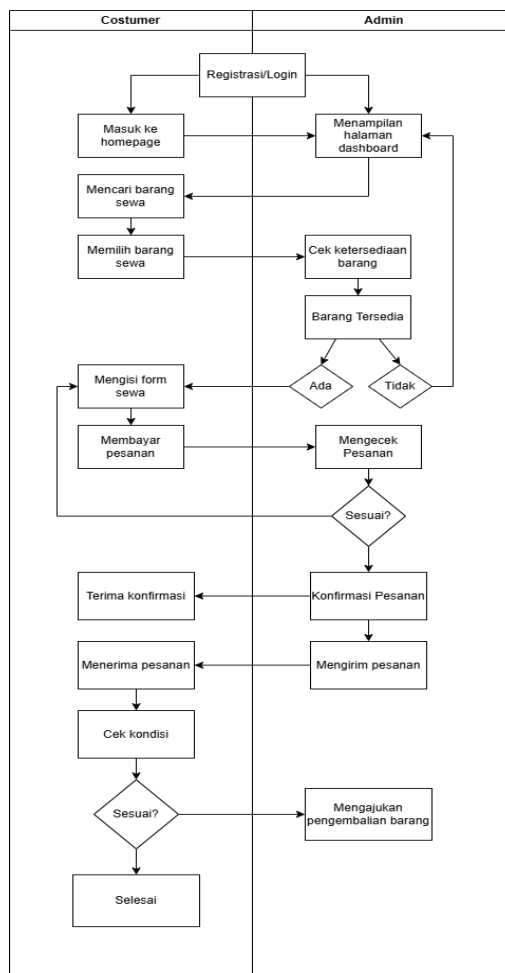 Costumer
Admin
Registrasi/Login
Masuk ke
homepage
Menampilan
halaman
dashboard
Mencari barang
sewa
Memilih barang
sewa
Cek ketersediaan
barang
Barang Tersedia
Mengisi form
sewa
Ada
Tidak
Membayar
pesanan
Mengecek
Pesanan
Sesuai?
Terima konfirmasi
Konfirmasi Pesanan
Menerima pesanan
Mengirim pesanan
Cek kondisi
Sesuai?
Mengajukan
pengembalian barang
Selesai